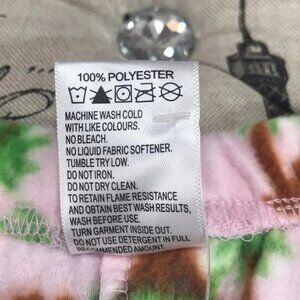 100% POLYESTER
MACHINE WASH COLD
WITH LIKE COLOURS.
NO BLEACH.
NO LIQUID FABRIC SOFTENER.
TUMBLE TRY LOW.
DO NOT IRON.
DO NOT DRY CLEAN.
TO RETAIN FLAME RESISTANCE
AND OBTAIN BEST WASH RESULTS,
WASH BEFORE USE.
TURN GARMENT INSIDE OUT.
DO NOT USE DETERGENT IN FULL
RECOMMENDED AMOUNT.